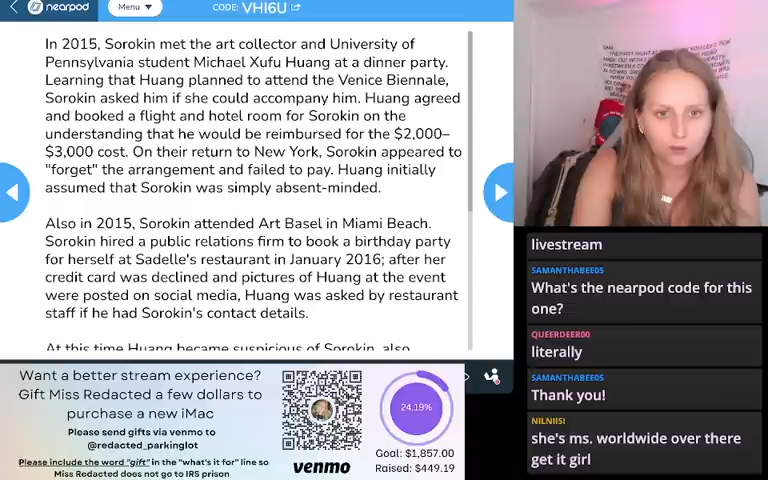 nearpod
Menu
CODE: VHI6U
In 2015, Sorokin met the art collector and University of
Pennsylvania student Michael Xufu Huang at a dinner party.
Learning that Huang planned to attend the Venice Biennale,
Sorokin asked him if she could accompany him. Huang agreed
and booked a flight and hotel room for Sorokin on the
understanding that he would be reimbursed for the $2,000–
$3,000 cost. On their return to New York, Sorokin appeared to
"forget" the arrangement and failed to pay. Huang initially
assumed that Sorokin was simply absent-minded.
Also in 2015, Sorokin attended Art Basel in Miami Beach.
Sorokin hired a public relations firm to book a birthday party
for herself at Sadelle's restaurant in January 2016; after her
credit card was declined and pictures of Huang at the event
were posted on social media, Huang was asked by restaurant
staff if he had Sorokin's contact details.
At this time Huang became suspicious of Sorokin, also
Want a better stream experience?
Gift Miss Redacted a few dollars to
purchase a new iMac
Please send gifts via venmo to
@redacted_parkinglot
Please include the word "gift" in the "what's it for" line so
Miss Redacted does not go to IRS prison
venmo
24.19%
Goal: $1,857.00
Raised: $449.19
livestream
SAMANTHABEE05
What's the nearpod code for this
one?
QUEERDEER00
literally
SAMANTHABEE05
Thank you!
NILNIISI
she's ms. worldwide over there
get it girl